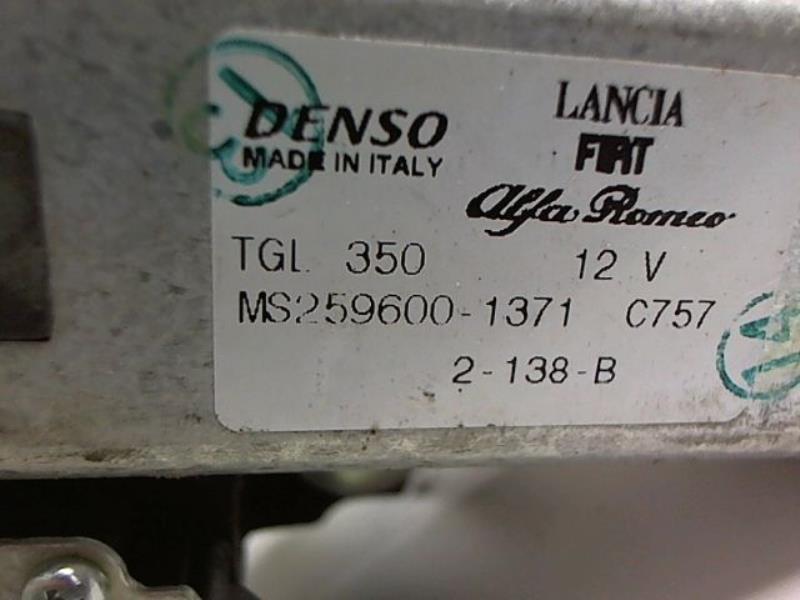 DENSO
MADE IN ITALY
LANCIA
FIAT
Alfa Romeo
TGL 350 12 V
MS259600-1371 C757
2-138-B